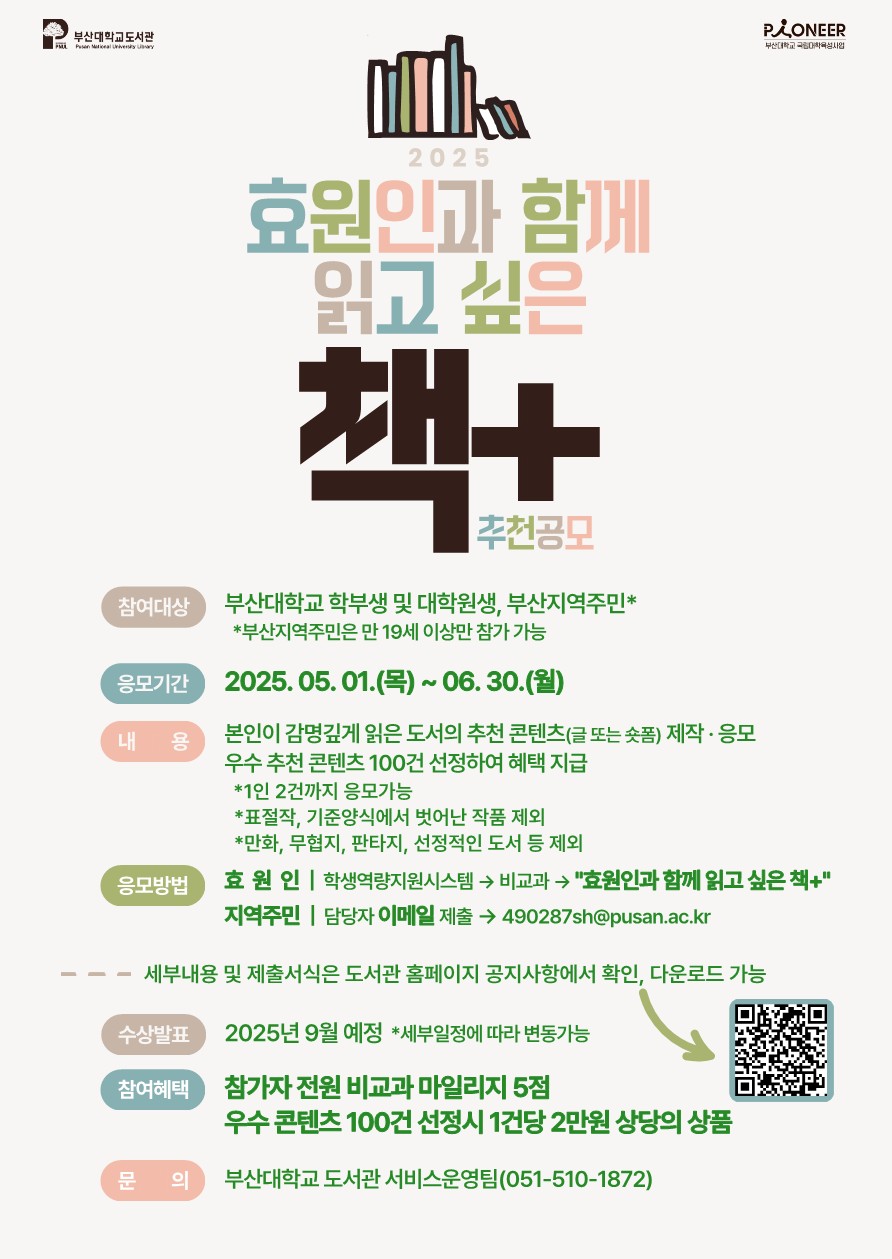 부산대학교도서관
Pusan National University Library
PNUL
PIONEER
부산대학교 국립대학육성사업
2025
효원인과 함께
읽고 싶은
책+
추천공모
참여대상
부산대학교 학부생 및 대학원생, 부산지역주민*
*부산지역주민은 만 19세 이상만 참가 가능
응모기간
2025. 05. 01.(목) ~ 06. 30.(월)
내 용
본인이 감명깊게 읽은 도서의 추천 콘텐츠(글 또는 숏폼) 제작 · 응모
우수 추천 콘텐츠 100건 선정하여 혜택 지급
*1인 2건까지 응모가능
*표절작, 기준양식에서 벗어난 작품 제외
*만화, 무협지, 판타지, 선정적인 도서 등 제외
응모방법
효 원 인 | 학생역량지원시스템 → 비교과 → "효원인과 함께 읽고 싶은 책+"
지역주민 | 담당자 이메일 제출 → 490287sh@pusan.ac.kr
세부내용 및 제출서식은 도서관 홈페이지 공지사항에서 확인, 다운로드 가능
수상발표
2025년 9월 예정 *세부일정에 따라 변동가능
참여혜택
참가자 전원 비교과 마일리지 5점
우수 콘텐츠 100건 선정시 1건당 2만원 상당의 상품
문 의
부산대학교 도서관 서비스운영팀(051-510-1872)